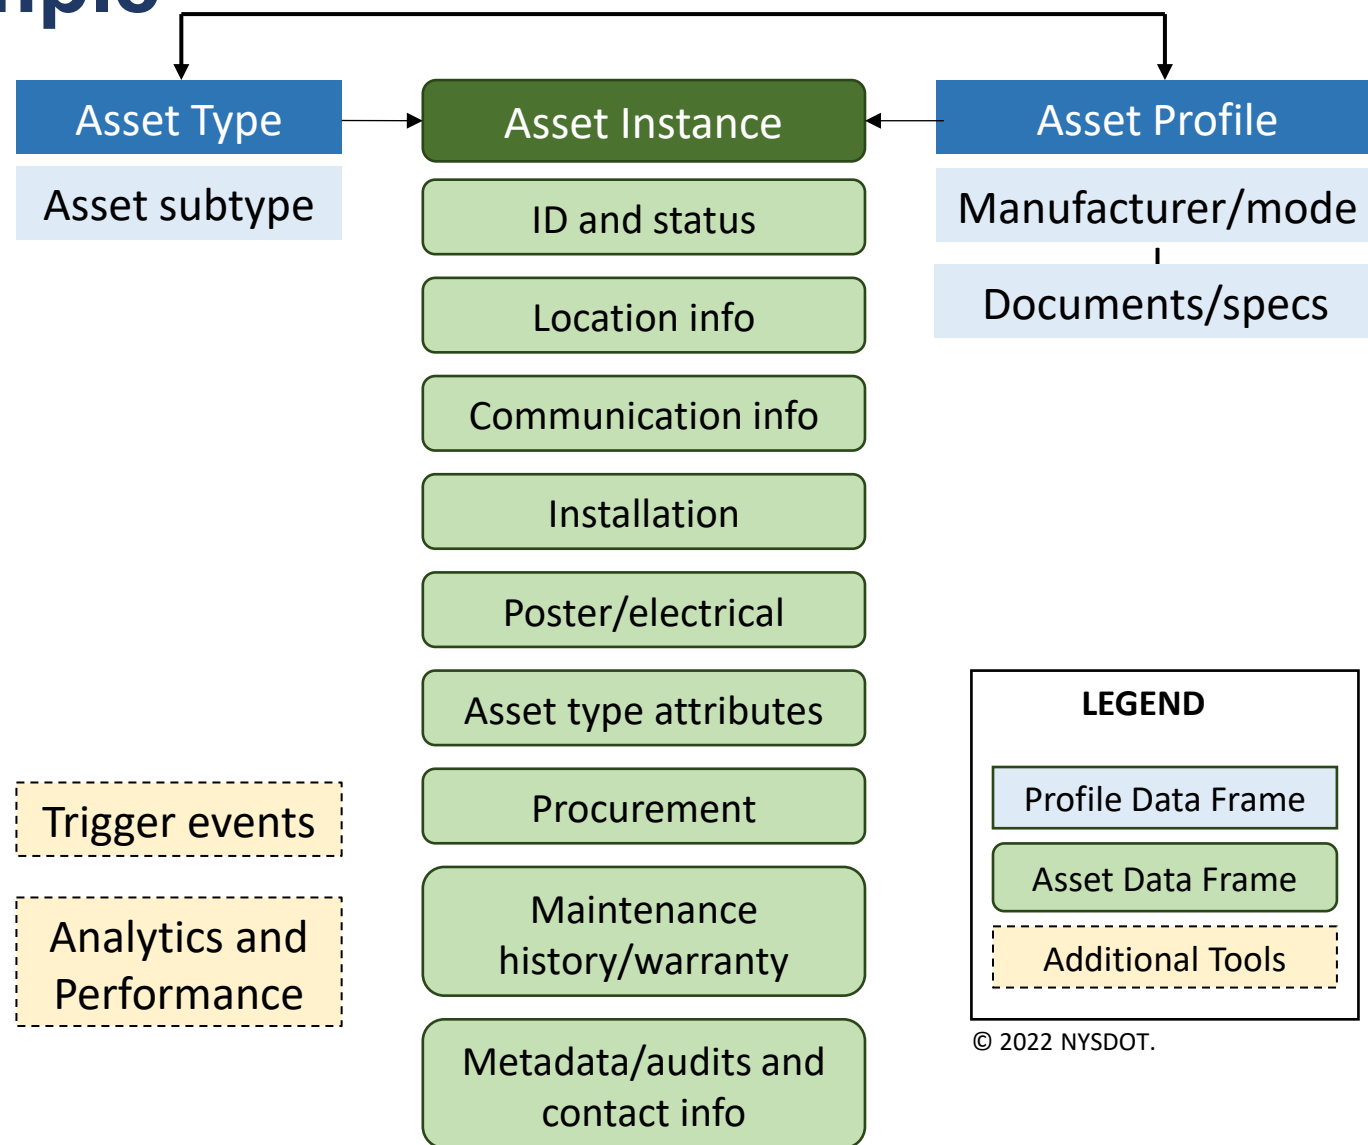 Asset Type
Asset Instance
Asset Profile
Asset subtype
ID and status
Manufacturer/mode
Location info
Documents/specs
Communication info
Installation
Poster/electrical
Asset type attributes
Procurement
Maintenance
history/warranty
Metadata/audits and
contact info
Trigger events
Analytics and
Performance
LEGEND
Profile Data Frame
Asset Data Frame
Additional Tools
© 2022 NYSDOT.